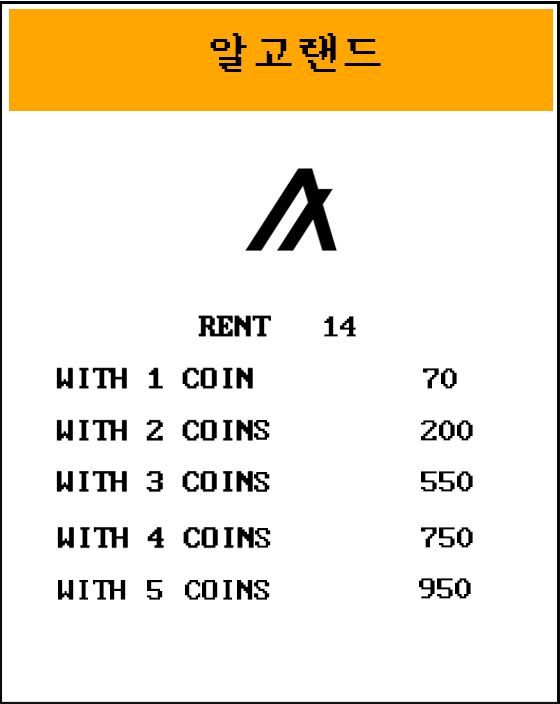 알고랜드
RENT 14
WITH 1 COIN 70
WITH 2 COINS 200
WITH 3 COINS 550
WITH 4 COINS 750
WITH 5 COINS 950